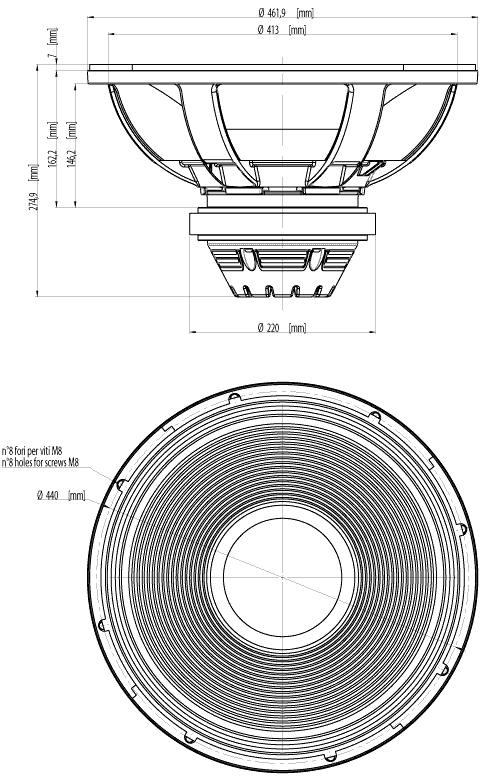 Ø 461,9 [mm]
Ø 413 [mm]
7 [mm]
274,9 [mm]
162,2 [mm]
146,2 [mm]
Ø 220 [mm]
n°8 fori per viti M8
n°8 holes for screws M8
Ø 440 [mm]